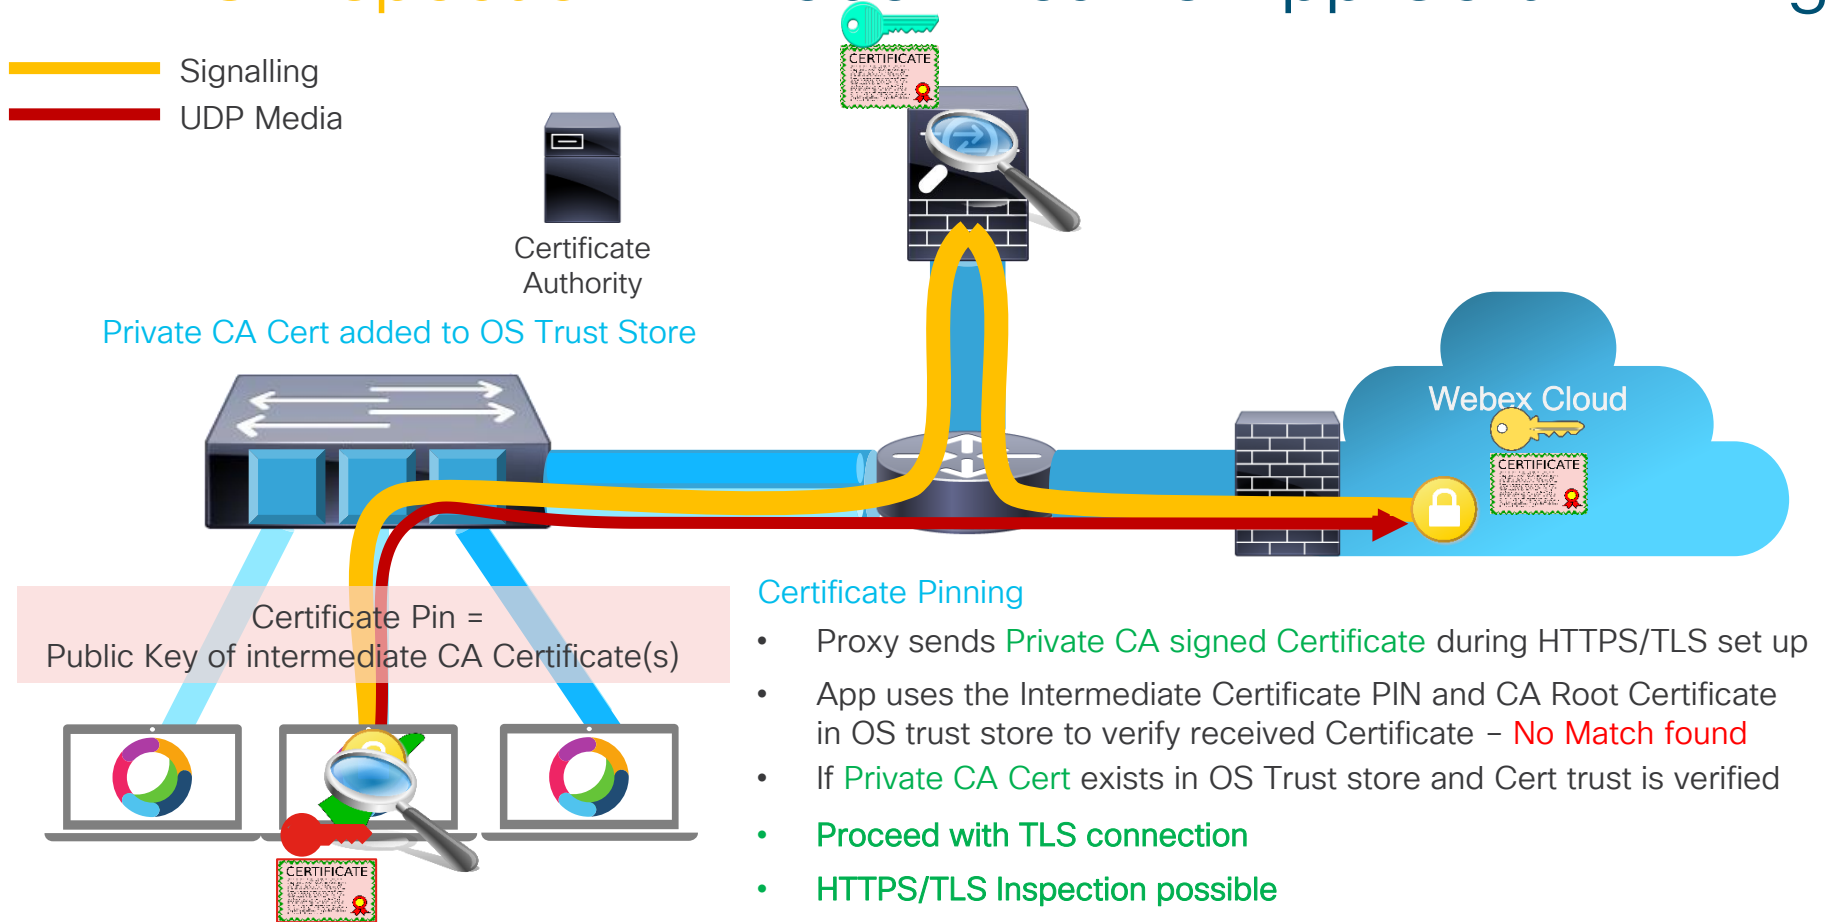 Signalling
UDP Media
CERTIFICATE
Certificate
Authority
Private CA Cert added to OS Trust Store
Webex Cloud
CERTIFICATE
Certificate Pin =
Public Key of intermediate CA Certificate(s)
CERTIFICATE
Certificate Pinning
• Proxy sends Private CA signed Certificate during HTTPS/TLS set up
• App uses the Intermediate Certificate PIN and CA Root Certificate
in OS trust store to verify received Certificate – No Match found
• If Private CA Cert exists in OS Trust store and Cert trust is verified
• Proceed with TLS connection
• HTTPS/TLS Inspection possible